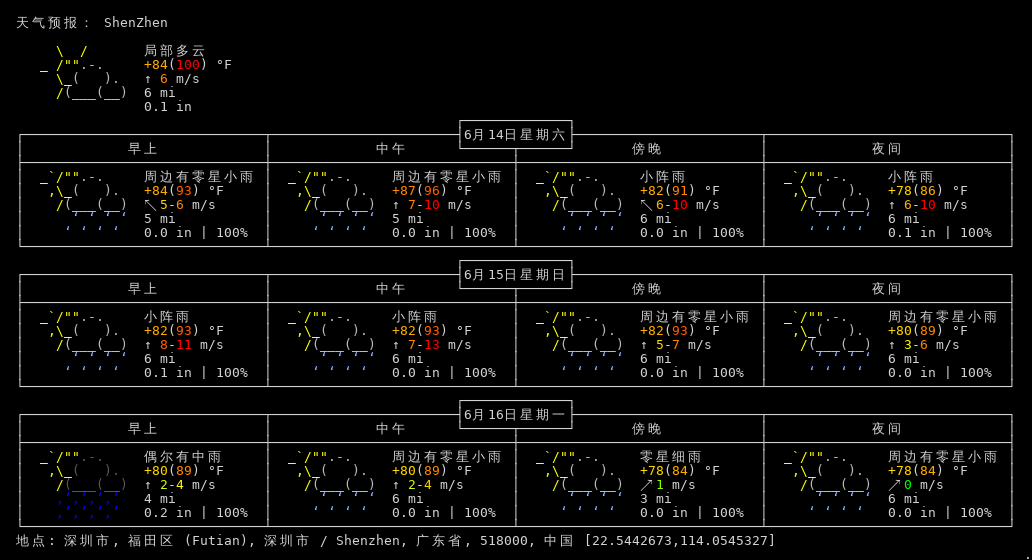 天气预报： ShenZhen
局部多云
+84(100) °F
↑ 6 m/s
6 mi
0.1 in
6月14日星期六
早上 中午 傍晚 夜间
周边有零星小雨 周边有零星小雨 小阵雨 小阵雨
+84(93) °F +87(96) °F +82(91) °F +78(86) °F
↖ 5-6 m/s ↑ 7-10 m/s ↖ 6-10 m/s ↑ 6-10 m/s
5 mi 5 mi 6 mi 6 mi
0.0 in | 100% 0.0 in | 100% 0.0 in | 100% 0.1 in | 100%
6月15日星期日
早上 中午 傍晚 夜间
小阵雨 小阵雨 周边有零星小雨 周边有零星小雨
+82(93) °F +82(93) °F +82(93) °F +80(89) °F
↑ 8-11 m/s ↑ 7-13 m/s ↑ 5-7 m/s ↑ 3-6 m/s
6 mi 6 mi 6 mi 6 mi
0.1 in | 100% 0.0 in | 100% 0.0 in | 100% 0.0 in | 100%
6月16日星期一
早上 中午 傍晚 夜间
偶尔有中雨 周边有零星小雨 零星细雨 周边有零星小雨
+80(89) °F +80(89) °F +78(84) °F +78(84) °F
↑ 2-4 m/s ↑ 2-4 m/s ↗ 1 m/s ↗ 0 m/s
4 mi 6 mi 3 mi 6 mi
0.2 in | 100% 0.0 in | 100% 0.0 in | 100% 0.0 in | 100%
地点: 深圳市, 福田区 (Futian), 深圳市 / Shenzhen, 广东省, 518000, 中国 [22.5442673,114.0545327]